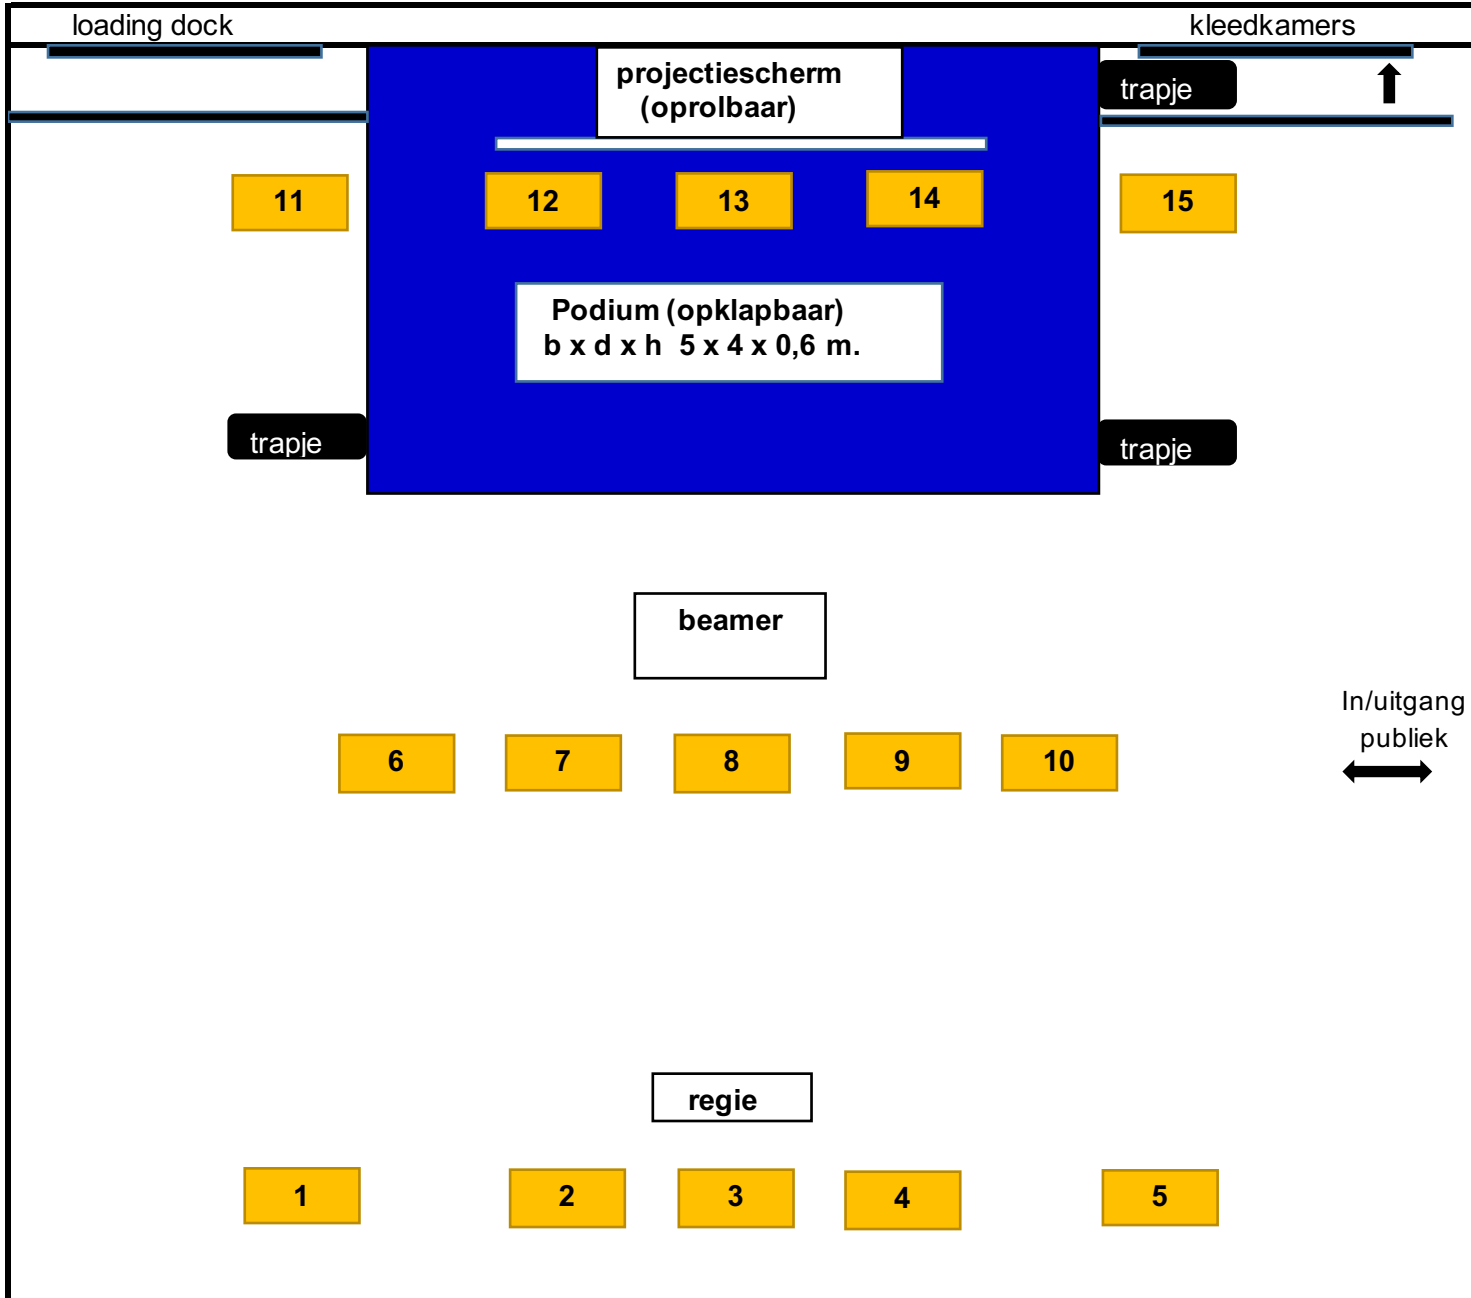 loading dock
kleedkamers
projectiescherm
(oprolbaar)
trapje
11
12
13
14
15
Podium (opklapbaar)
b x d x h 5 x 4 x 0,6 m.
trapje
trapje
beamer
In/uitgang
publiek
6
7
8
9
10
regie
1
2
3
4
5